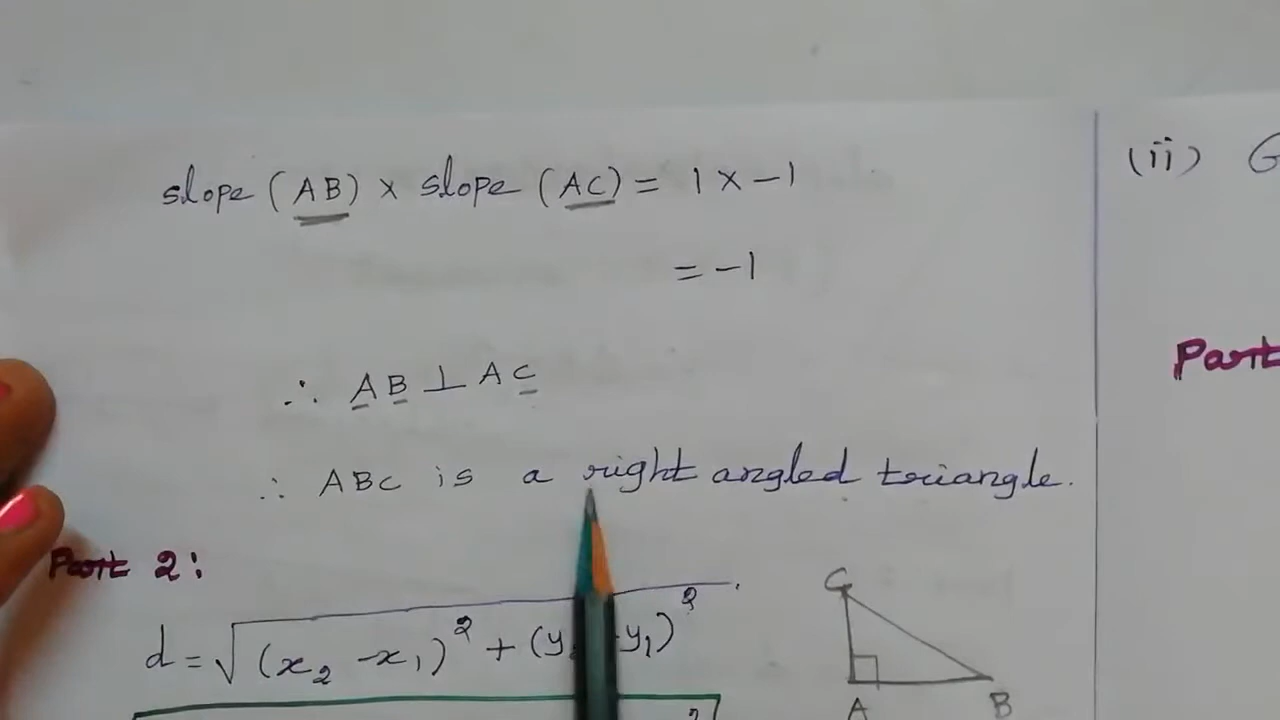 slope (AB) × slope (AC) = 1 × -1
= -1
∴ AB ⊥ AC
∴ ABC is a right angled triangle.
Part 2:
d = √(x₂ - x₁)² + (y - y₁)²
C
A B
2
(ii) G
Part